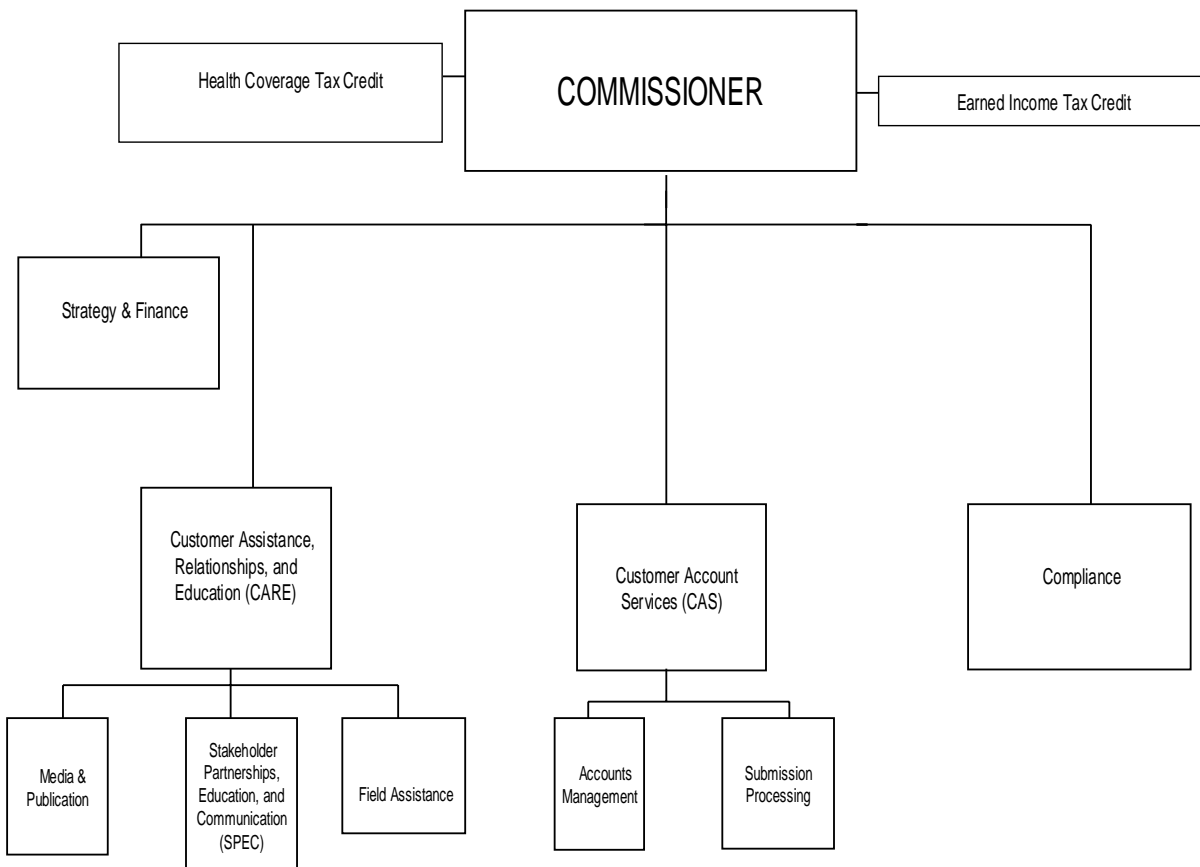 Health Coverage Tax Credit
COMMISSIONER
Earned Income Tax Credit
Strategy & Finance
Customer Assistance,
Relationships, and
Education (CARE)
Customer Account
Services (CAS)
Compliance
Media &
Publication
Stakeholder
Partnerships,
Education, and
Communication
(SPEC)
Field Assistance
Accounts
Management
Submission
Processing